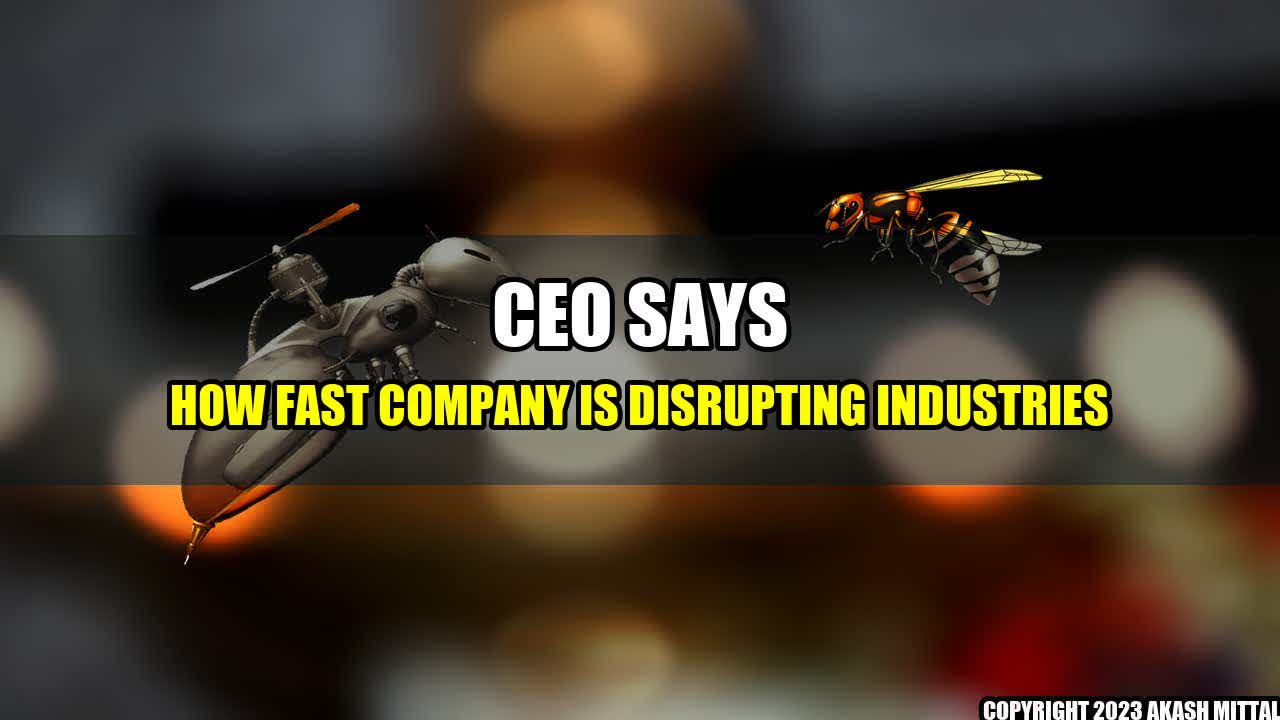 CEO SAYS
HOW FAST COMPANY IS DISRUPTING INDUSTRIES
COPYRIGHT 2023 AKASH MITTAL